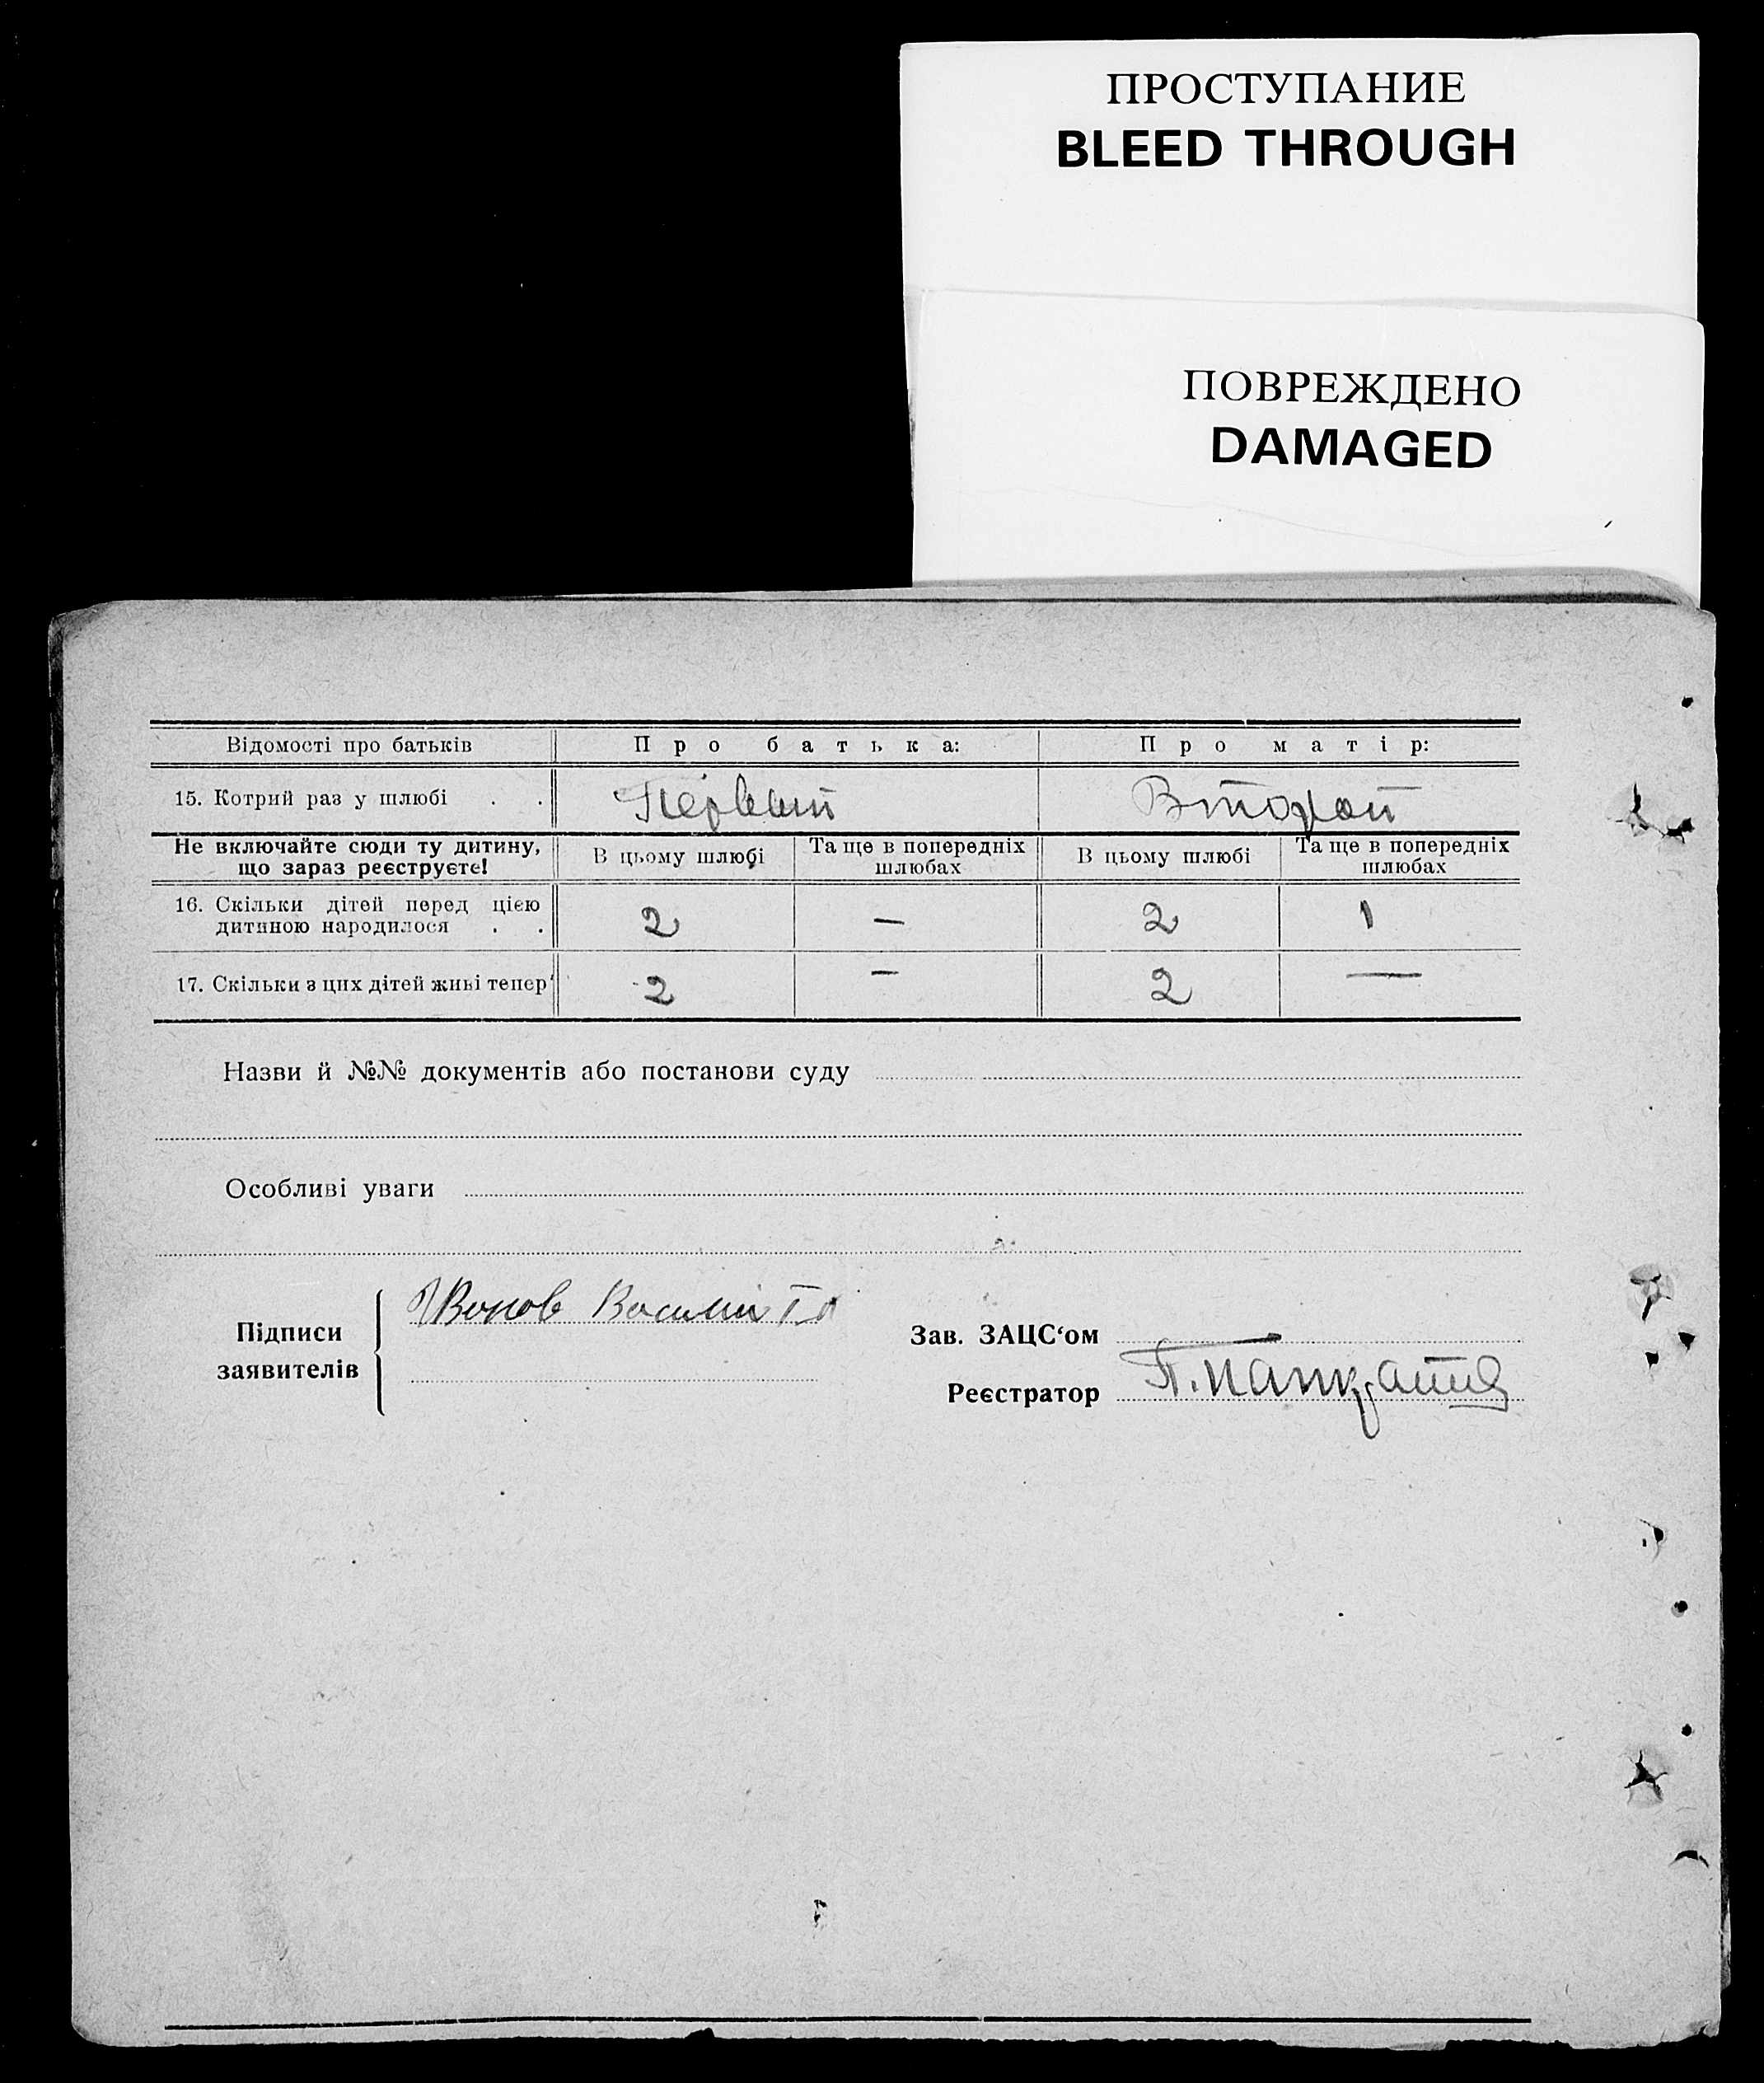 ПРОСТУПАНИЕ
BLEED THROUGH
ПОВРЕЖДЕНО
DAMAGED
Відомості про батьків Про батька: Про матір:
15. Котрий раз у шлюбі . . Первий Второй
Не включайте сюди ту дитину, що зараз реєструєте! В цьому шлюбі Та ще в попередніх шлюбах В цьому шлюбі Та ще в попередніх шлюбах
16. Скільки дітей перед цією дитиною народилося . . 2 — 2 1
17. Скільки з цих дітей живі тепер 2 — 2 —
Назви й №№ документів або постанови суду
Особливі уваги
Підписи заявителів
Зав. ЗАЦС‘ом
Реєстратор